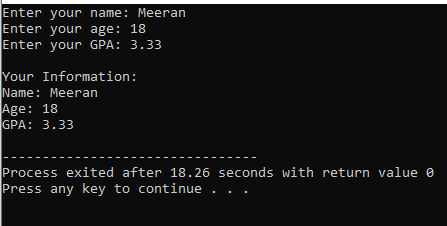 Enter your name: Meeran
Enter your age: 18
Enter your GPA: 3.33
Your Information:
Name: Meeran
Age: 18
GPA: 3.33
--------------------------------
Process exited after 18.26 seconds with return value 0
Press any key to continue . . .